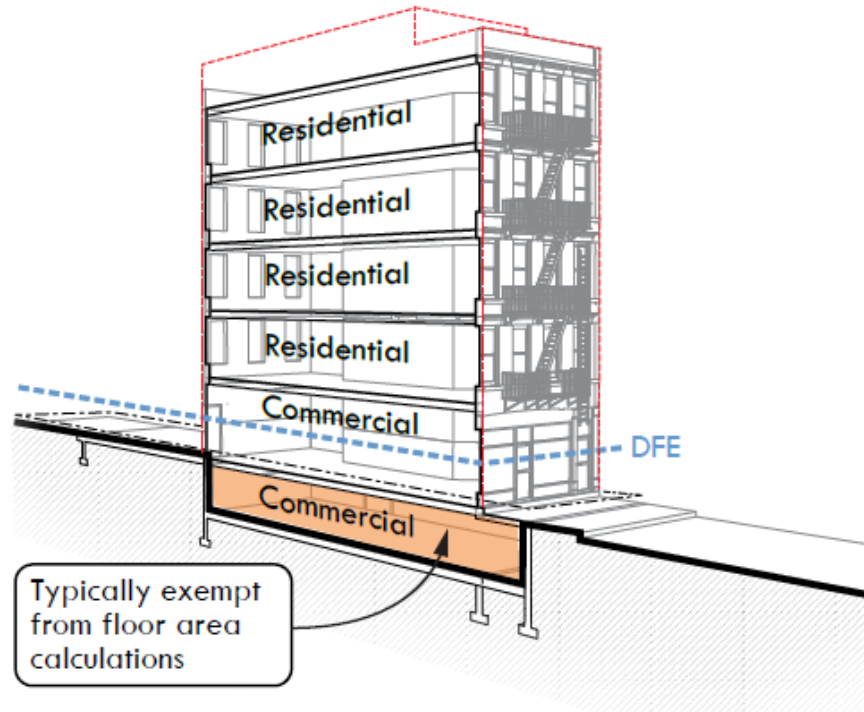 Residential
Residential
Residential
Residential
Commercial
DFE
Commercial
Typically exempt
from floor area
calculations